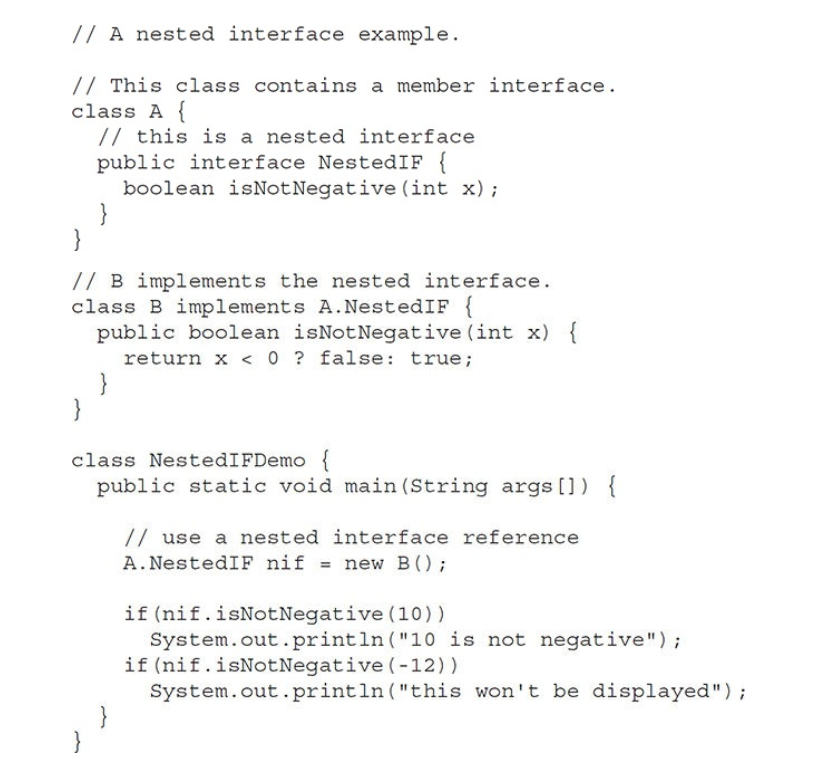 // A nested interface example.
// This class contains a member interface.
class A {
// this is a nested interface
public interface NestedIF {
boolean isNotNegative(int x);
}
}
// B implements the nested interface.
class B implements A.NestedIF {
public boolean isNotNegative(int x) {
return x < 0 ? false: true;
}
}
class NestedIFDemo {
public static void main(String args[]) {
// use a nested interface reference
A.NestedIF nif = new B();
if(nif.isNotNegative(10))
System.out.println("10 is not negative");
if(nif.isNotNegative(-12))
System.out.println("this won't be displayed");
}
}